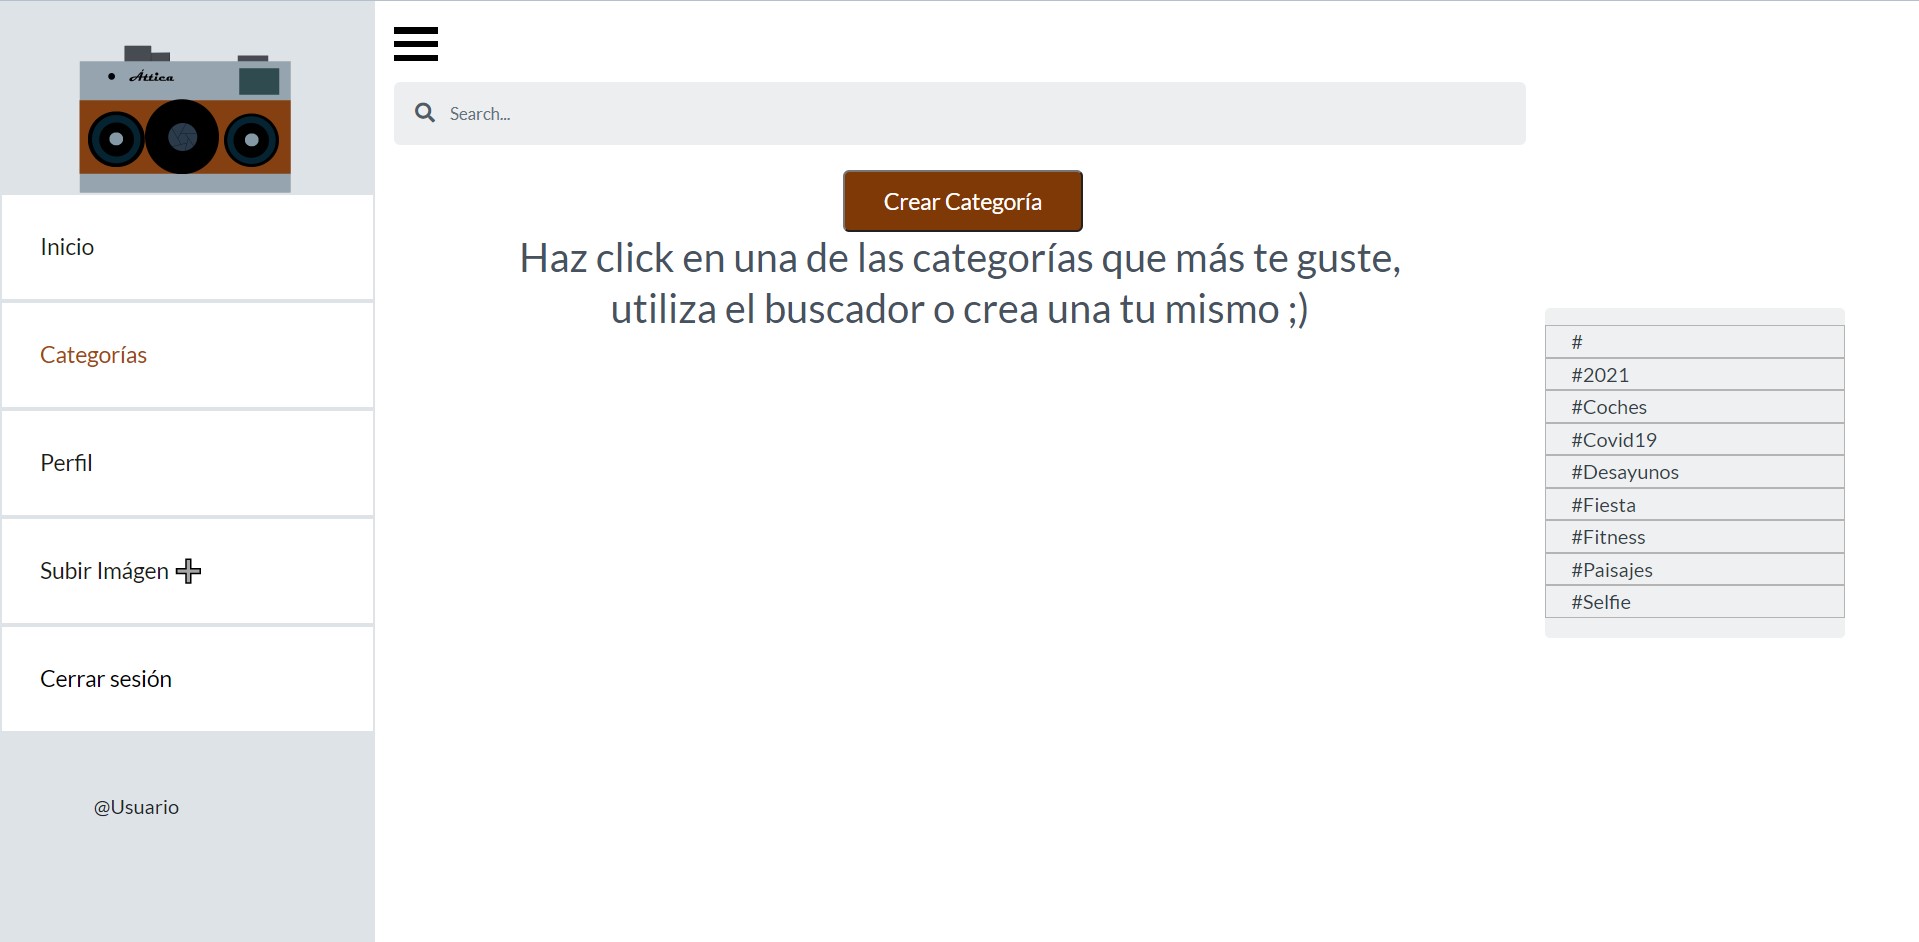 Áttica
Inicio
Categorías
Perfil
Subir Imágen
Cerrar sesión
@Usuario
Search...
Crear Categoría
Haz click en una de las categorías que más te guste,
utiliza el buscador o crea una tu mismo ;)
#
#2021
#Coches
#Covid19
#Desayunos
#Fiesta
#Fitness
#Paisajes
#Selfie